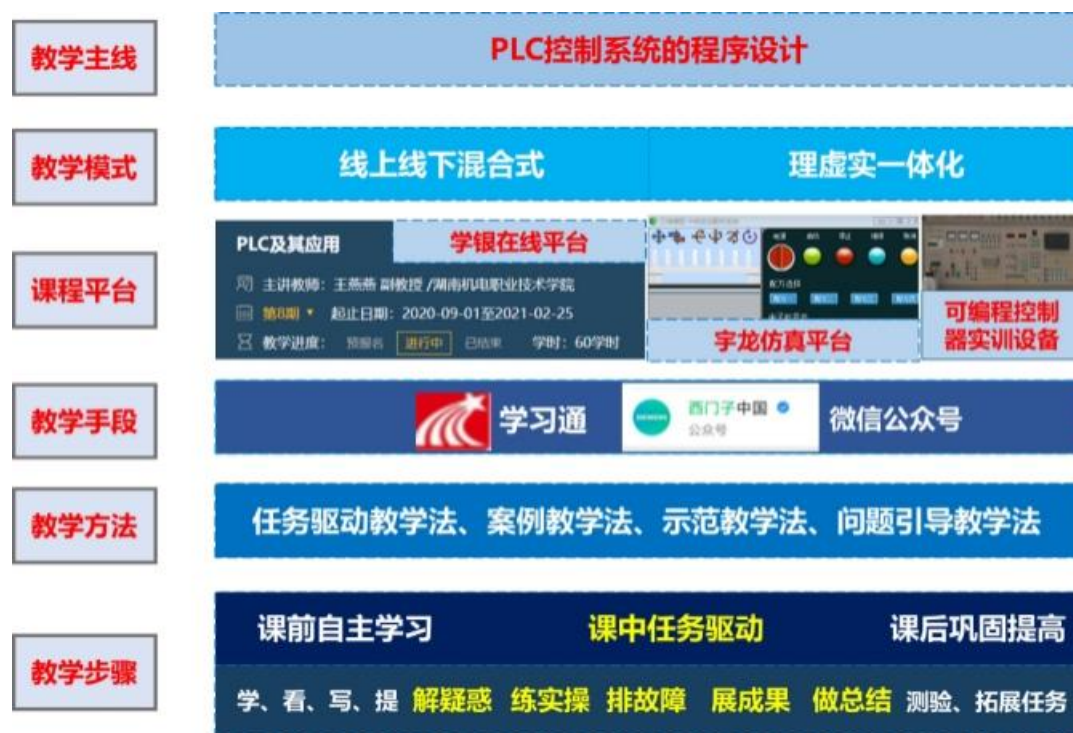 教学主线
PLC控制系统的程序设计
教学模式
线上线下混合式
理虚实一体化
课程平台
PLC及其应用
学银在线平台
主讲教师：王燕燕 副教授 /湖南机电职业技术学院
第8期 起止日期：2020-09-01至2021-02-25
教学进度： 预报名 进行中 已结束 学时：60学时
宇龙仿真平台
可编程控制
器实训设备
教学手段
学习通
西门子中国
公众号
微信公众号
教学方法
任务驱动教学法、案例教学法、示范教学法、问题引导教学法
教学步骤
课前自主学习 课中任务驱动 课后巩固提高
学、看、写、提 解疑惑 练实操 排故障 展成果 做总结 测验、拓展任务